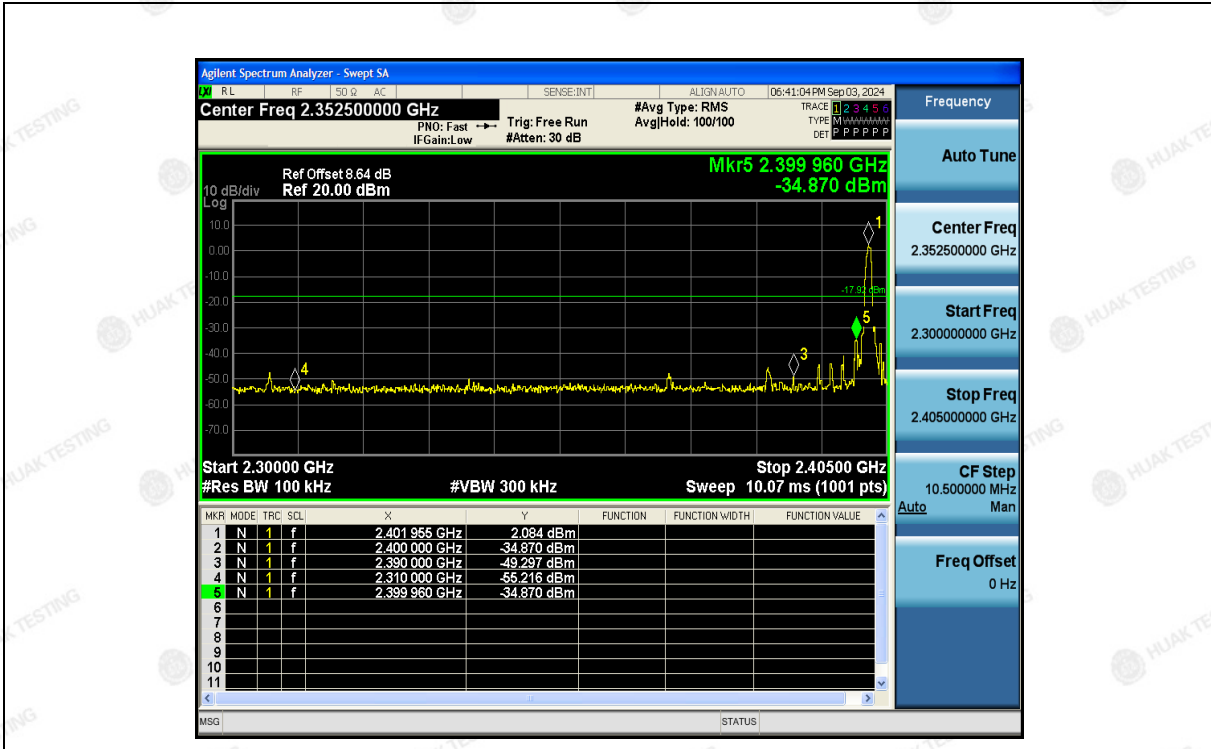 Agilent Spectrum Analyzer - Swept SA
LXI RL RF 50 Ω AC SENSE:INT ALIGN AUTO 06:41:04 PM Sep 03, 2024
Center Freq 2.352500000 GHz
PNO: Fast
IFGain:Low
Trig: Free Run
#Atten: 30 dB
#Avg Type: RMS
Avg|Hold: 100/100
TRACE 1 2 3 4 5 6
TYPE M
DET P P P P P P
Frequency
Auto Tune
Center Freq
2.352500000 GHz
Start Freq
2.300000000 GHz
Stop Freq
2.405000000 GHz
CF Step
10.500000 MHz
Auto Man
Freq Offset
0 Hz
Mkr5 2.399 960 GHz
-34.870 dBm
Ref Offset 8.64 dB
10 dB/div Ref 20.00 dBm
Log
10.0
0.00
-10.0
-20.0
-30.0
-40.0
-50.0
-60.0
-70.0
1
-17.92 dBm
5
3
4
Start 2.30000 GHz Stop 2.40500 GHz
#Res BW 100 kHz #VBW 300 kHz Sweep 10.07 ms (1001 pts)
MKR MODE TRC SCL X Y FUNCTION FUNCTION WIDTH FUNCTION VALUE
1 N 1 f 2.401 955 GHz 2.084 dBm
2 N 1 f 2.400 000 GHz -34.870 dBm
3 N 1 f 2.390 000 GHz -49.297 dBm
4 N 1 f 2.310 000 GHz -55.216 dBm
5 N 1 f 2.399 960 GHz -34.870 dBm
6
7
8
9
10
11
MSG STATUS
HUAK TESTING